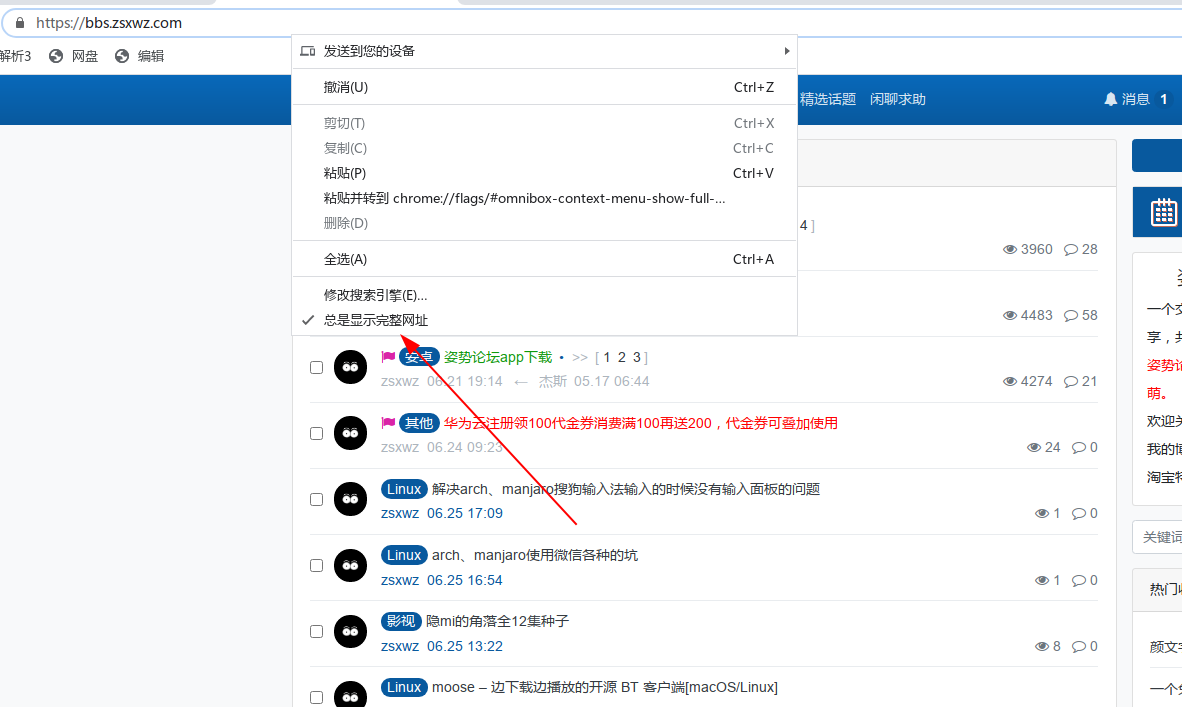 https://bbs.zsxwz.com
解析3 网盘 编辑
发送到您的设备
撤消(U) Ctrl+Z
剪切(T) Ctrl+X
复制(C) Ctrl+C
粘贴(P) Ctrl+V
粘贴并转到 chrome://flags/#omnibox-context-menu-show-full-...
删除(D)
全选(A) Ctrl+A
修改搜索引擎(E)...
总是显示完整网址
精选话题 闲聊求助 消息 1
4 ]
3960 28
4483 58
安卓 姿势论坛app下载 • >> [ 1 2 3 ]
zsxwz 06.21 19:14 ← 杰斯 05.17 06:44
4274 21
其他 华为云注册领100代金券消费满100再送200，代金券可叠加使用
zsxwz 06.24 09:23
24 0
Linux 解决arch、manjaro搜狗输入法输入的时候没有输入面板的问题
zsxwz 06.25 17:09
1 0
Linux arch、manjaro使用微信各种的坑
zsxwz 06.25 16:54
1 0
影视 隐mi的角落全12集种子
zsxwz 06.25 13:22
8 0
Linux moose – 边下载边播放的开源 BT 客户端[macOS/Linux]
一个交
享，共
姿势论
萌。
欢迎关
我的博
淘宝特
关键词
热门
颜文字
一个